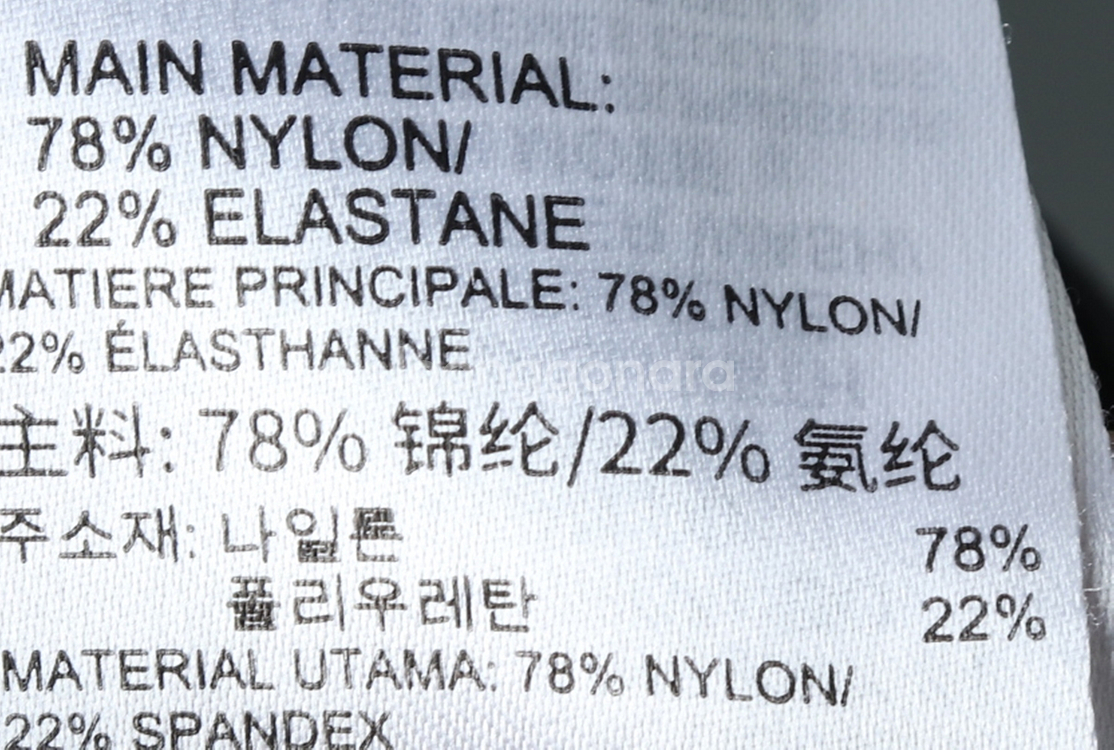 MAIN MATERIAL:
78% NYLON/
22% ELASTANE
MATIERE PRINCIPALE: 78% NYLON/
22% ÉLASTHANNE
主料: 78% 锦纶/22% 氨纶
주소재: 나일론 78%
폴리우레탄 22%
MATERIAL UTAMA: 78% NYLON/
22% SPANDEX